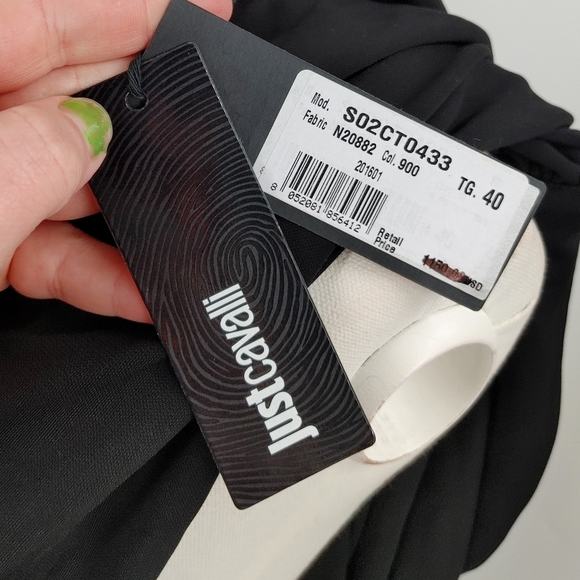 Mod. S02CT0433
Fabric N20882 Col. 900
201601
TG. 40
8 052081 856412
Retail
Price
justcavalli